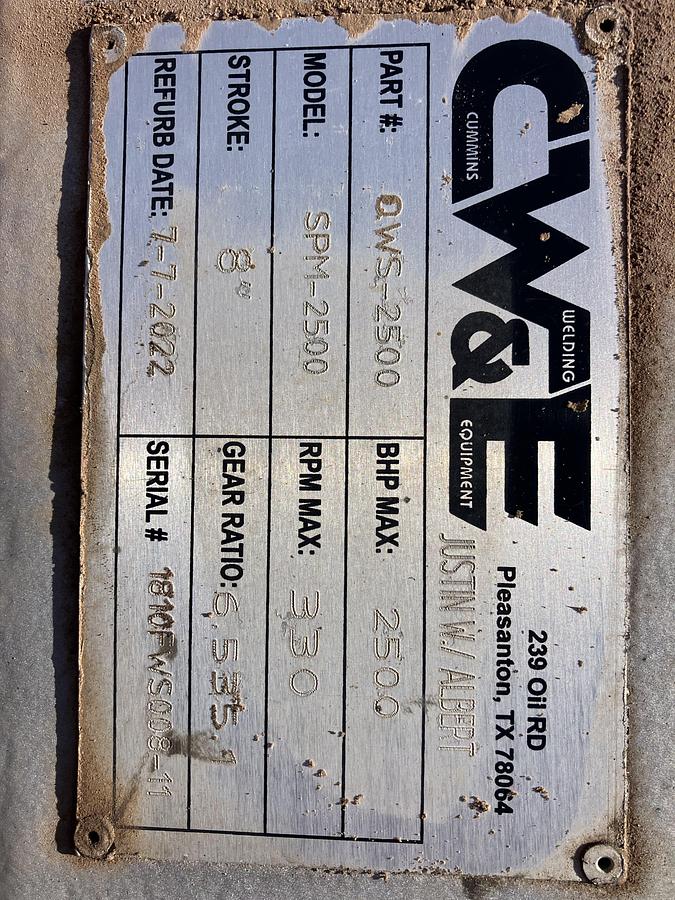 CW&E
CUMMINS
WELDING
EQUIPMENT
239 Oil RD
Pleasanton, TX 78064
JUSTIN W./ ALBERT
PART #: QWS-2500 BHP MAX: 2500
MODEL: SPM-2500 RPM MAX: 330
STROKE: 8" GEAR RATIO: 6.535.1
REFURB DATE: 7-7-2022 SERIAL # 1810FWS008-11